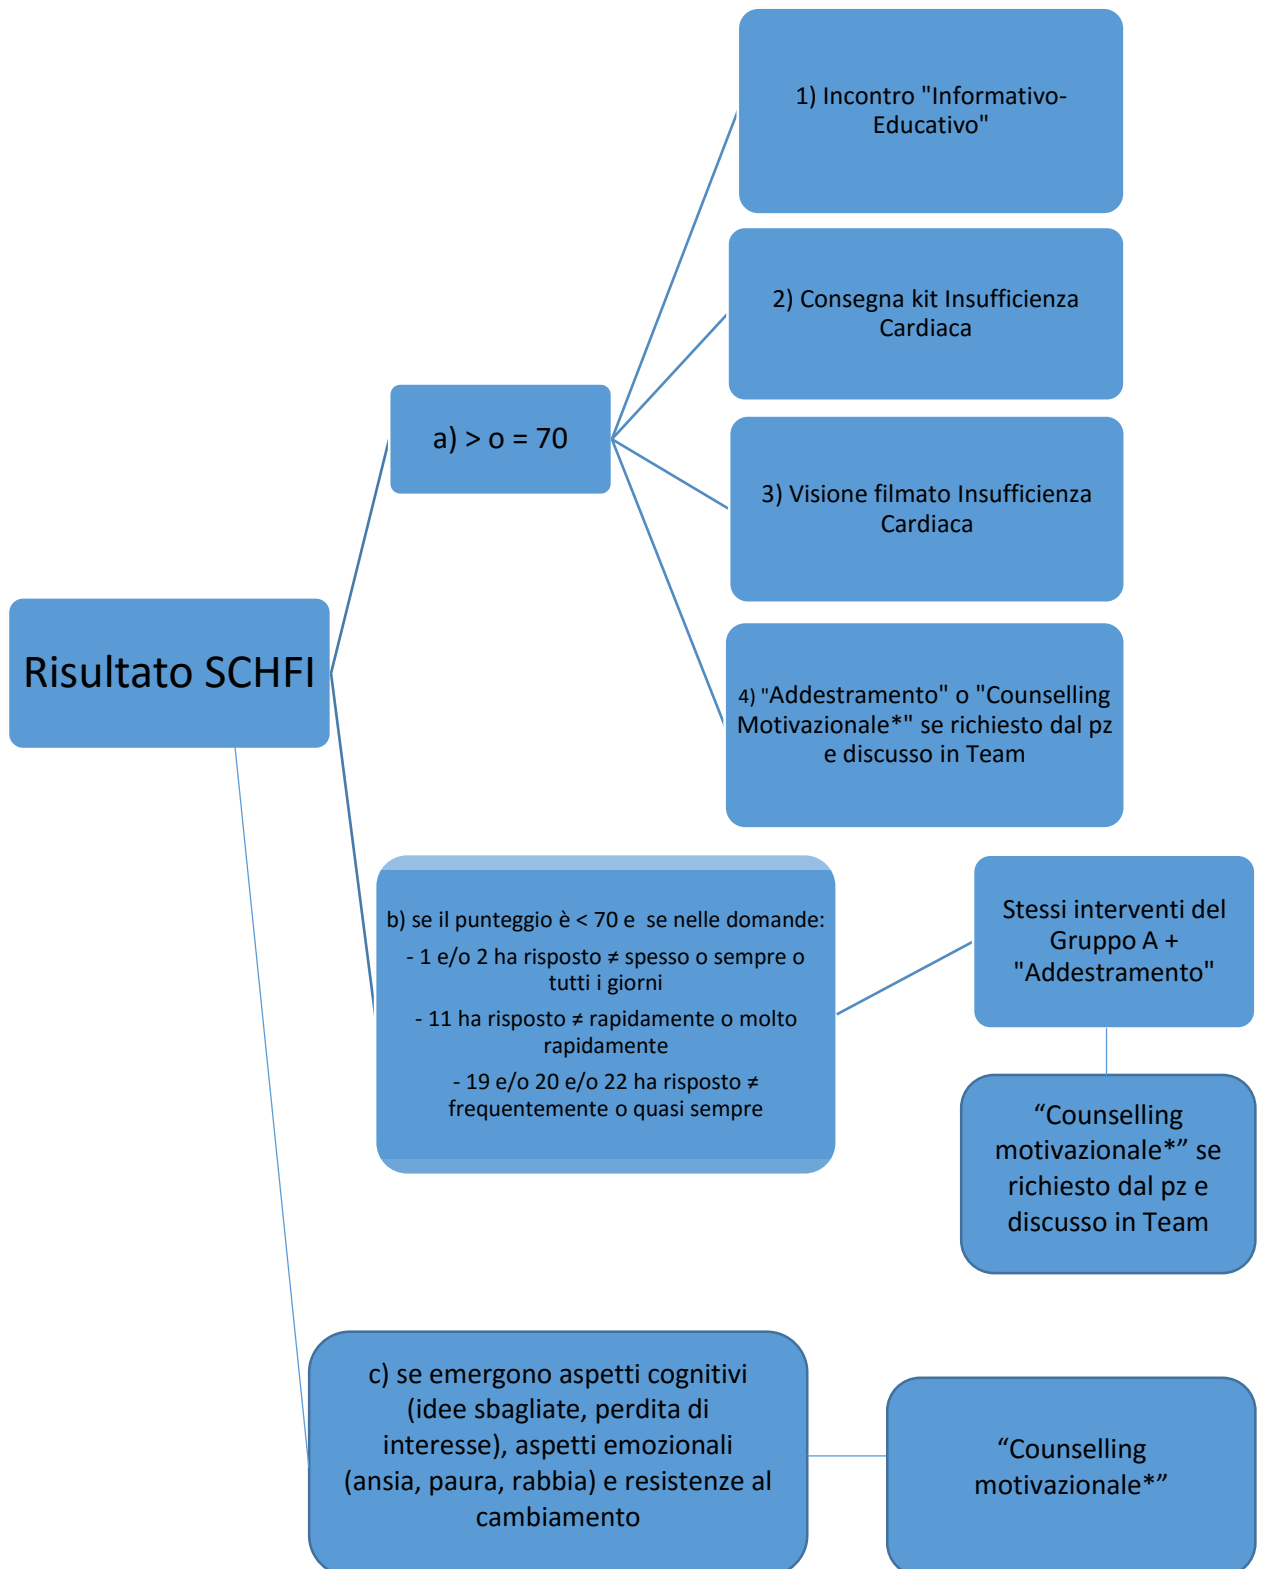 1) Incontro "Informativo-
Educativo"
2) Consegna kit Insufficienza
Cardiaca
a) > o = 70
3) Visione filmato Insufficienza
Cardiaca
Risultato SCHFI
4) "Addestramento" o "Counselling
Motivazionale*" se richiesto dal pz
e discusso in Team
b) se il punteggio è < 70 e se nelle domande:
- 1 e/o 2 ha risposto ≠ spesso o sempre o
tutti i giorni
- 11 ha risposto ≠ rapidamente o molto
rapidamente
- 19 e/o 20 e/o 22 ha risposto ≠
frequentemente o quasi sempre
Stessi interventi del
Gruppo A +
"Addestramento"
“Counselling
motivazionale*” se
richiesto dal pz e
discusso in Team
c) se emergono aspetti cognitivi
(idee sbagliate, perdita di
interesse), aspetti emozionali
(ansia, paura, rabbia) e resistenze al
cambiamento
“Counselling
motivazionale*”